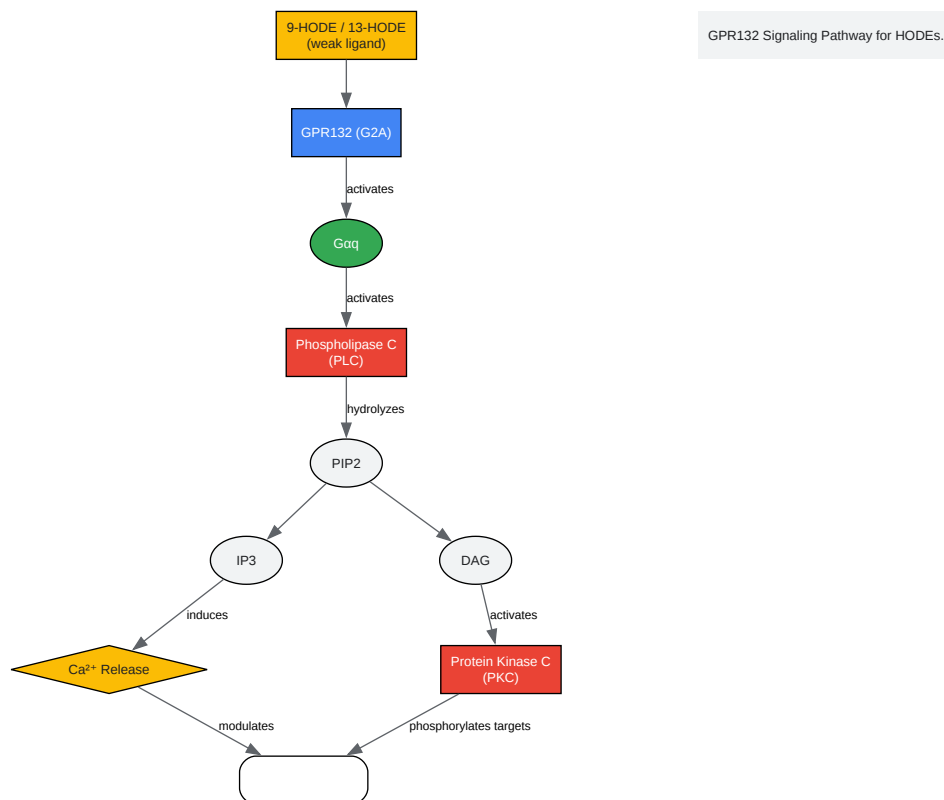 9-HODE / 13-HODE
(weak ligand)
GPR132 Signaling Pathway for HODEs.
GPR132 (G2A)
activates
Gαq
activates
Phospholipase C
(PLC)
hydrolyzes
PIP2
IP3
DAG
induces
activates
Ca²⁺ Release
Protein Kinase C
(PKC)
modulates
phosphorylates targets